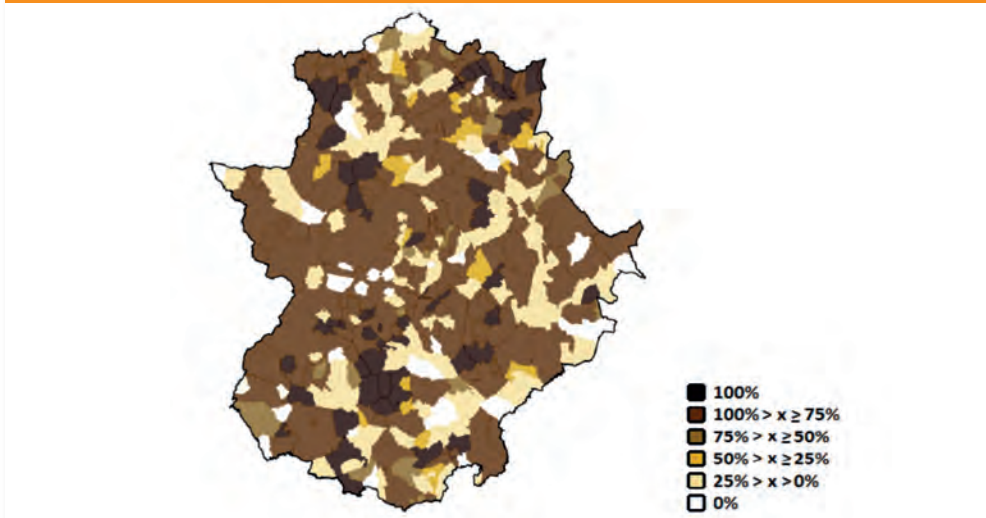 100%
100% > x ≥ 75%
75% > x ≥ 50%
50% > x ≥ 25%
25% > x > 0%
0%